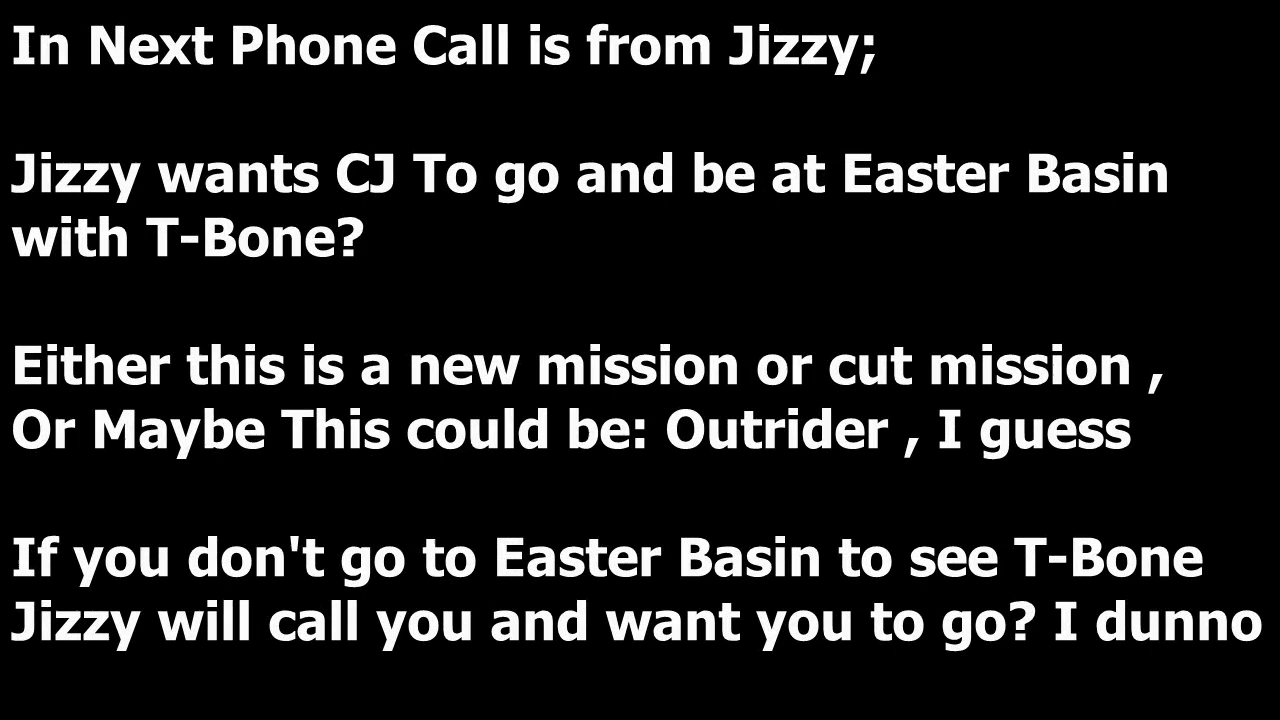 In Next Phone Call is from Jizzy;
Jizzy wants CJ To go and be at Easter Basin
with T-Bone?
Either this is a new mission or cut mission ,
Or Maybe This could be: Outrider , I guess
If you don't go to Easter Basin to see T-Bone
Jizzy will call you and want you to go? I dunno